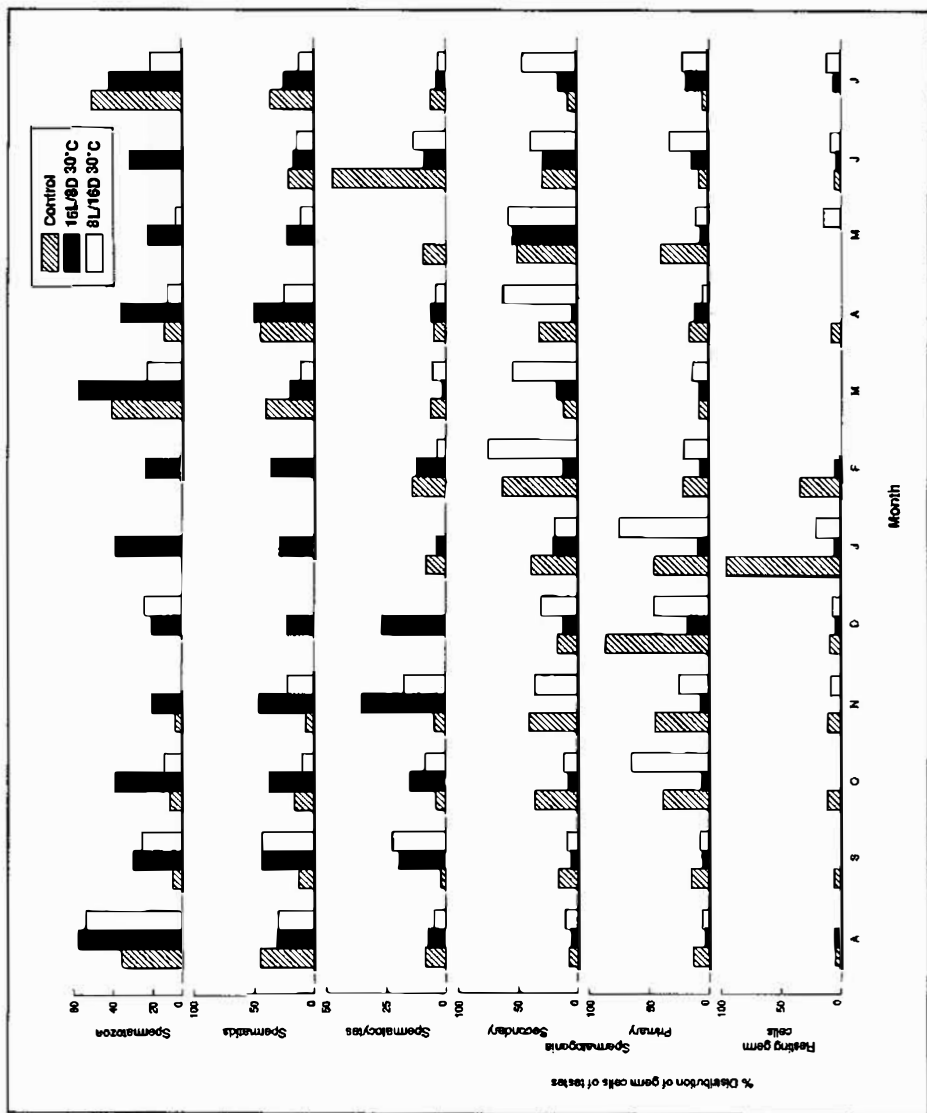 Control
16L/8D 30°C
8L/16D 30°C
% Distribution of germ cells of testes
Spermatozoa
60 40 20 0
Spermatids
100 50 0
Spermatocytes
50 25 0
Spermatogonia
Secondary
100 50 0
Primary
100 50 0
Resting germ
cells
100 50 0
A S O N D J F M A M J J
Month